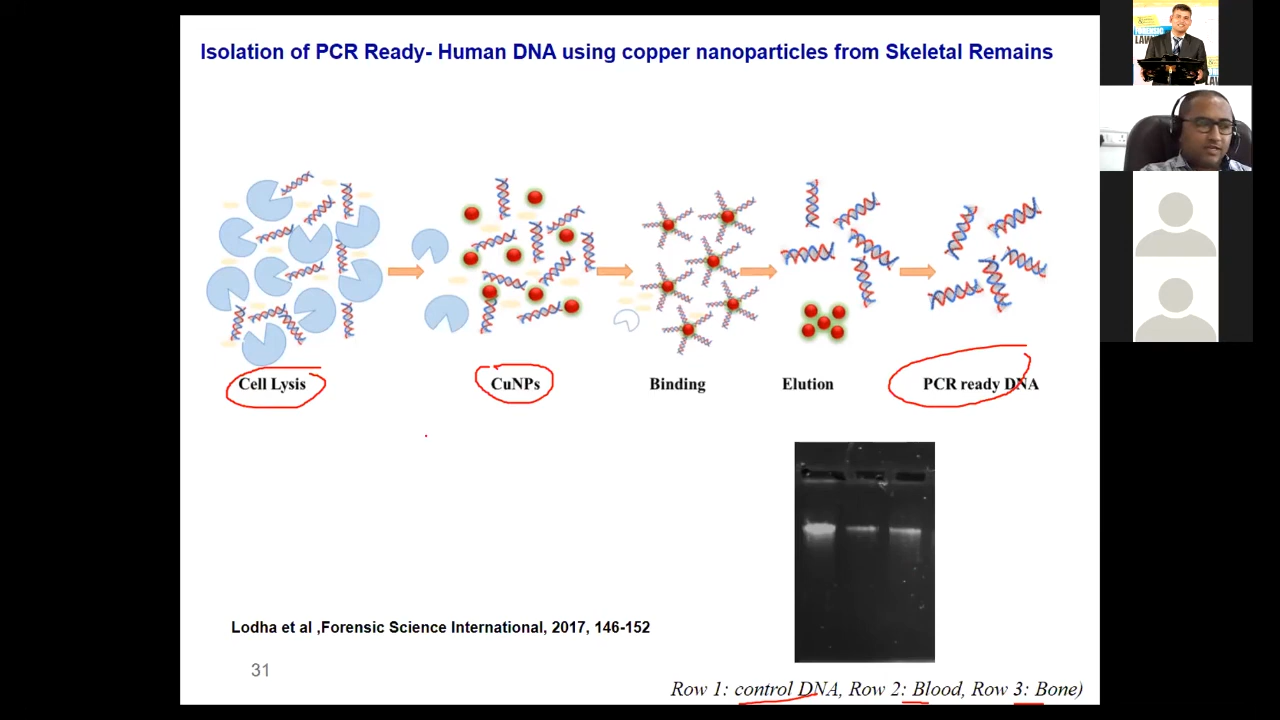 Isolation of PCR Ready- Human DNA using copper nanoparticles from Skeletal Remains
Cell Lysis
CuNPs
Binding
Elution
PCR ready DNA
Lodha et al ,Forensic Science International, 2017, 146-152
31
Row 1: control DNA, Row 2: Blood, Row 3: Bone)